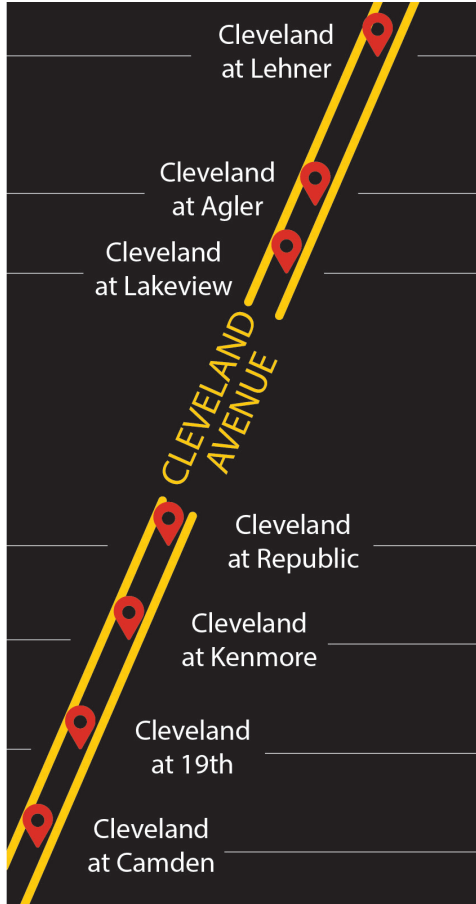 Cleveland
at Lehner
Cleveland
at Agler
Cleveland
at Lakeview
CLEVELAND
AVENUE
Cleveland
at Republic
Cleveland
at Kenmore
Cleveland
at 19th
Cleveland
at Camden